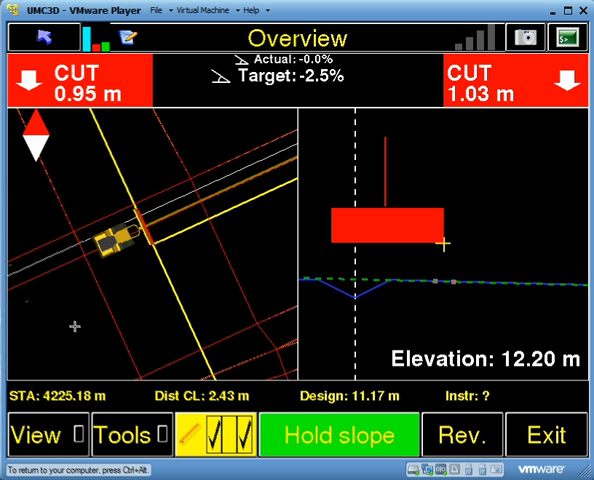 UMC3D - VMware Player File Virtual Machine Help
Overview
CUT
0.95 m
Actual: -0.0%
Target: -2.5%
CUT
1.03 m
Elevation: 12.20 m
STA: 4225.18 m Dist CL: 2.43 m Design: 11.17 m Instr: ?
View Tools Hold slope Rev. Exit
To return to your computer, press Ctrl+Alt.
vmware